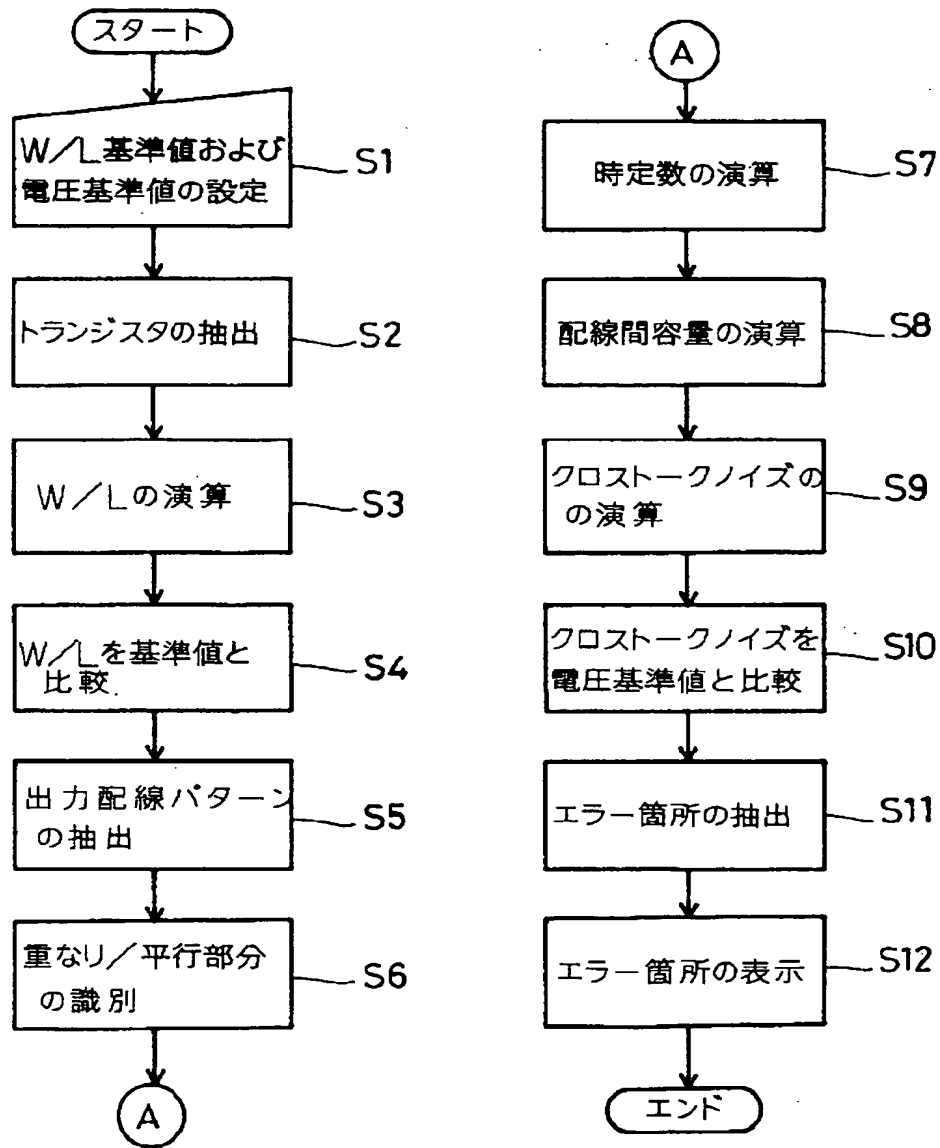 スタート
W/L基準値および
電圧基準値の設定
S1
トランジスタの抽出
S2
W/Lの演算
S3
W/Lを基準値と
比較
S4
出力配線パターン
の抽出
S5
重なり/平行部分
の識別
S6
A
A
時定数の演算
S7
配線間容量の演算
S8
クロストークノイズの
の演算
S9
クロストークノイズを
電圧基準値と比較
S10
エラー箇所の抽出
S11
エラー箇所の表示
S12
エンド